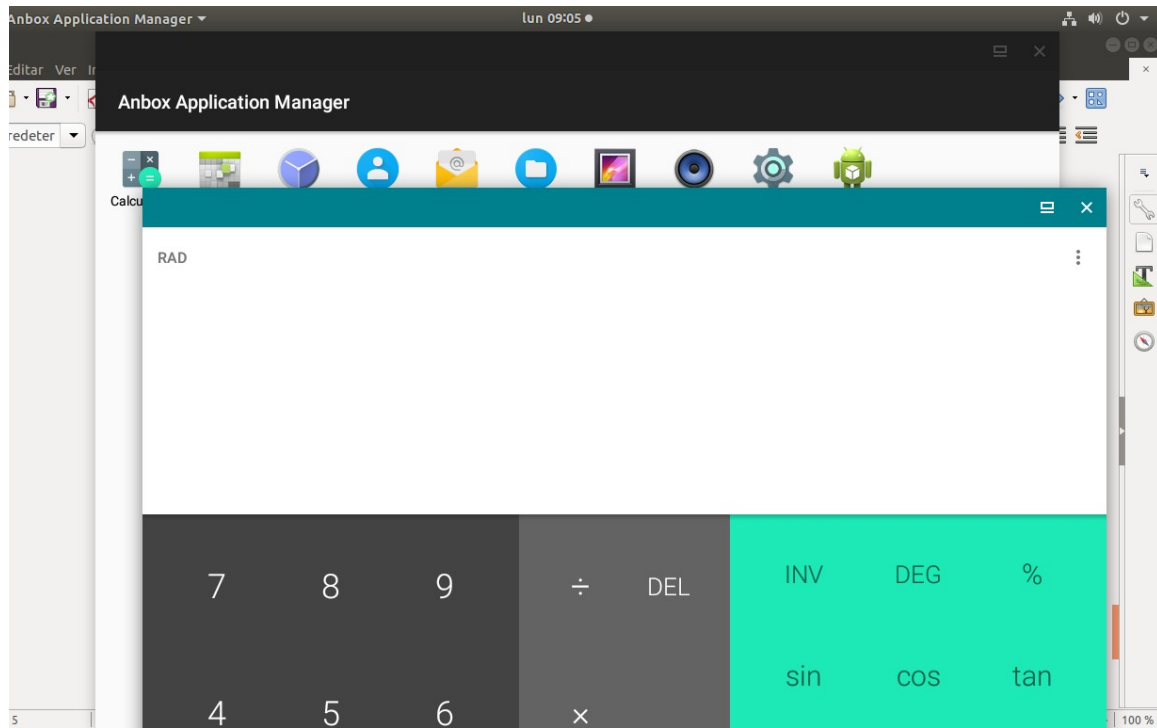 Anbox Application Manager lun 09:05
Editar Ver
Anbox Application Manager
redeter
Calcu
RAD
7 8 9 ÷ DEL INV DEG %
sin cos tan
4 5 6 ×
5 100 %